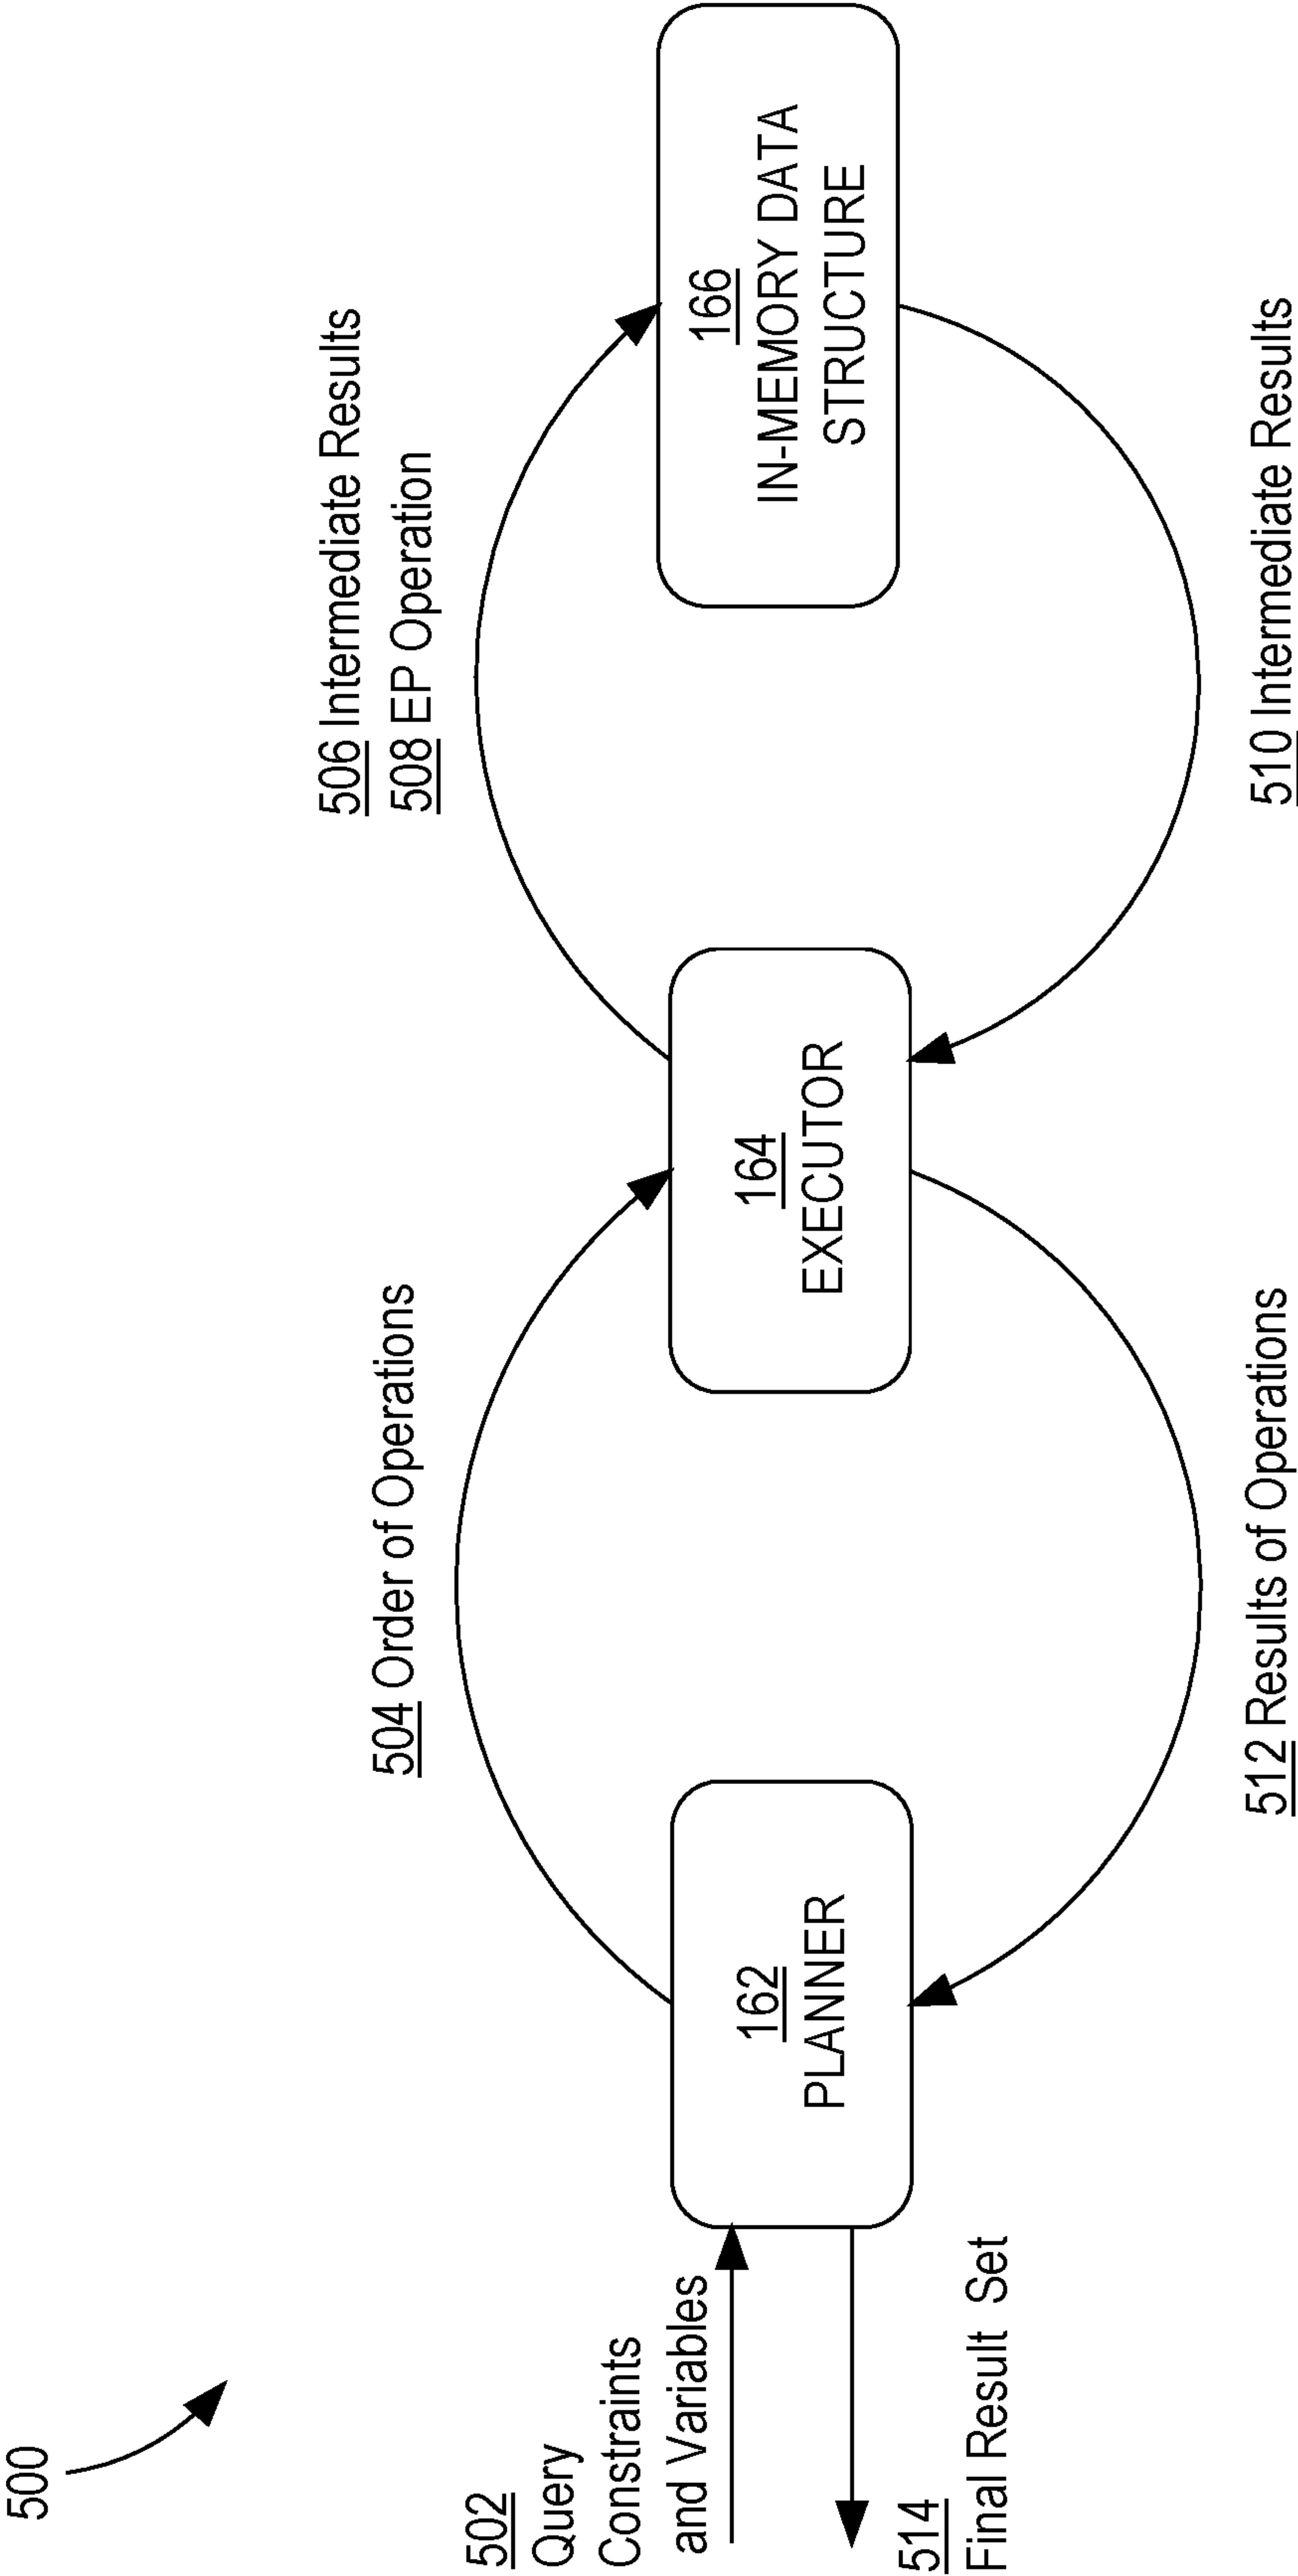 500
506 Intermediate Results
508 EP Operation
504 Order of Operations
502
Query
Constraints
and Variables
162
PLANNER
164
EXECUTOR
166
IN-MEMORY DATA
STRUCTURE
514
Final Result Set
512 Results of Operations
510 Intermediate Results